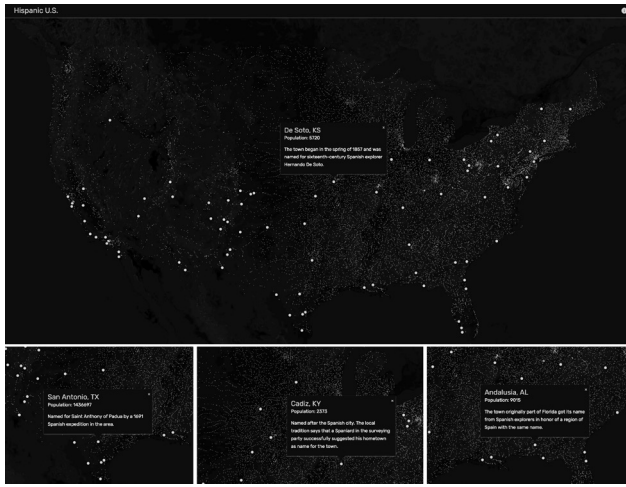 Hispanic U.S.
De Soto, KS
Population: 5720
The town began in the spring of 1857 and was
named for sixteenth-century Spanish explorer
Hernando De Soto.
San Antonio, TX
Population: 1436697
Named for Saint Anthony of Padua by a 1691
Spanish expedition in the area.
Cadiz, KY
Population: 2373
Named after the Spanish city. The local
tradition says that a Spaniard in the surveying
party successfully suggested his hometown
as name for the town.
Andalusia, AL
Population: 9015
The town originally part of Florida got its name
from Spanish explorers in honor of a region of
Spain with the same name.